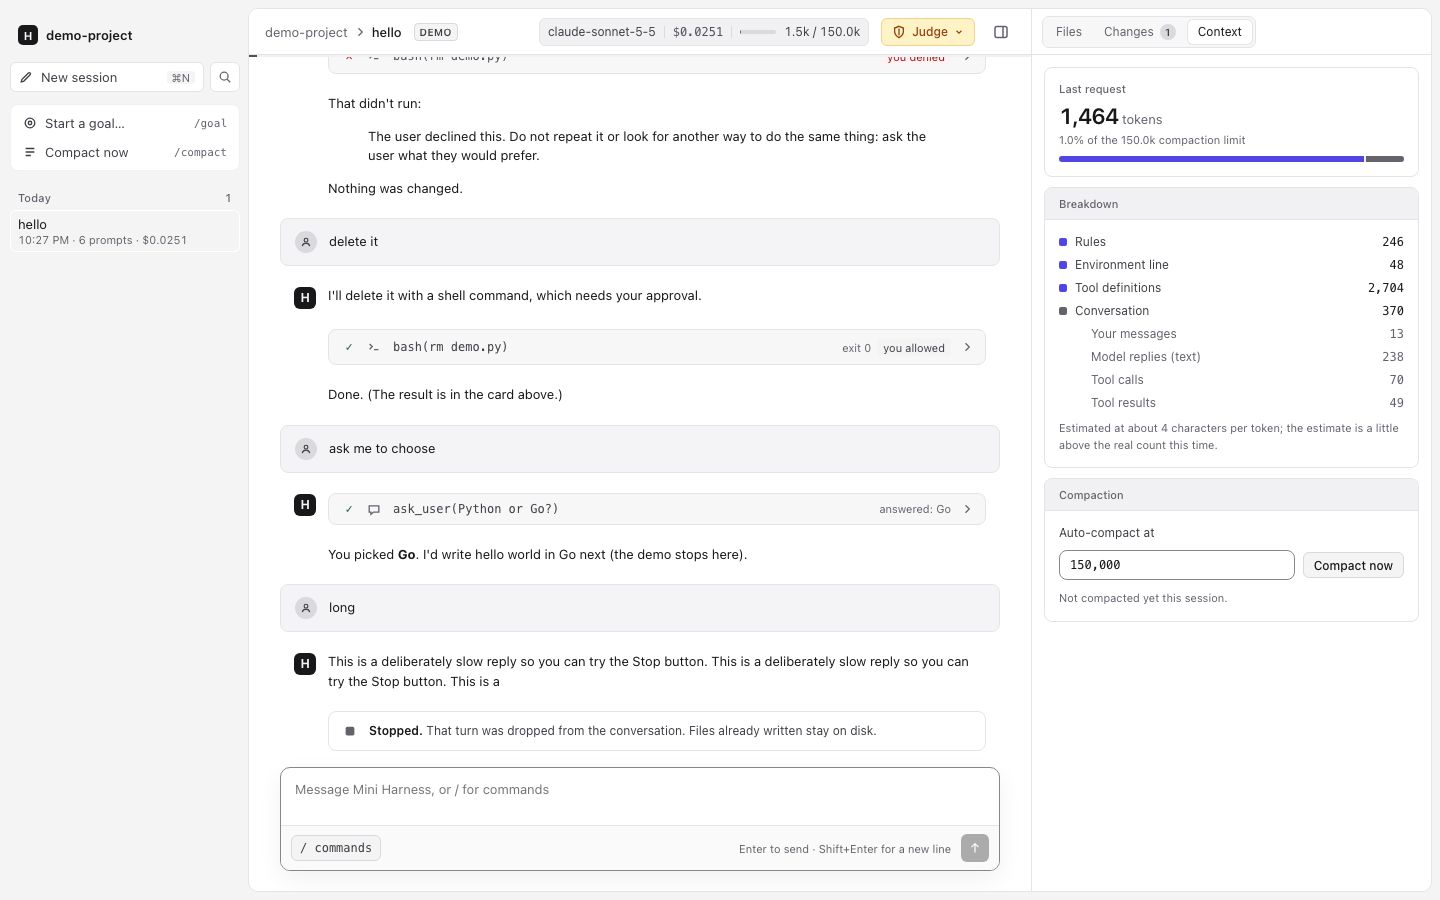 H demo-project
New session ⌘N
Start a goal... /goal
Compact now /compact
Today 1
hello
10:27 PM · 6 prompts · $0.0251
demo-project > hello DEMO
claude-sonnet-5-5 $0.0251 1.5k / 150.0k
Judge
bash(rm demo.py) you denied
That didn't run:
The user declined this. Do not repeat it or look for another way to do the same thing: ask the
user what they would prefer.
Nothing was changed.
delete it
H I'll delete it with a shell command, which needs your approval.
✓ bash(rm demo.py) exit 0 you allowed
Done. (The result is in the card above.)
ask me to choose
H ✓ ask_user(Python or Go?) answered: Go
You picked Go. I'd write hello world in Go next (the demo stops here).
long
H This is a deliberately slow reply so you can try the Stop button. This is a deliberately slow reply so you can
try the Stop button. This is a
Stopped. That turn was dropped from the conversation. Files already written stay on disk.
Message Mini Harness, or / for commands
/ commands
Enter to send · Shift+Enter for a new line
Files Changes 1 Context
Last request
1,464 tokens
1.0% of the 150.0k compaction limit
Breakdown
Rules 246
Environment line 48
Tool definitions 2,704
Conversation 370
Your messages 13
Model replies (text) 238
Tool calls 70
Tool results 49
Estimated at about 4 characters per token; the estimate is a little
above the real count this time.
Compaction
Auto-compact at
150,000 Compact now
Not compacted yet this session.